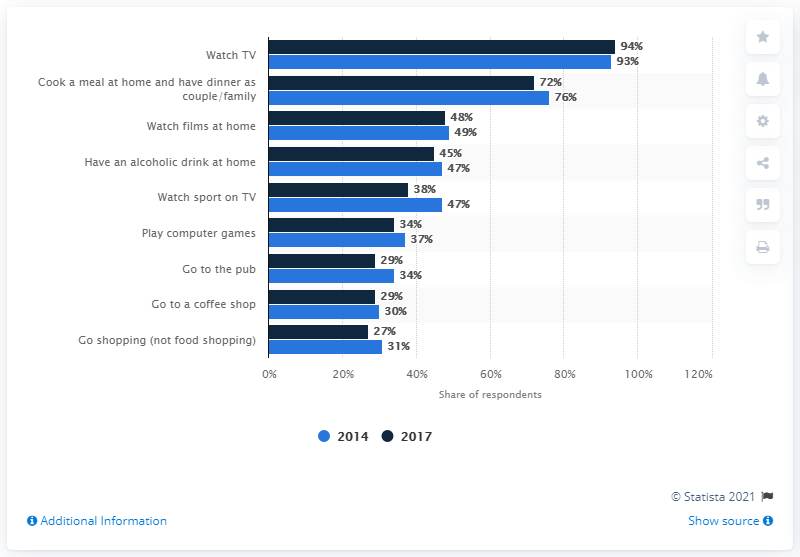 Watch TV
94%
93%
Cook a meal at home and have dinner as
couple/family
72%
76%
Watch films at home
48%
49%
Have an alcoholic drink at home
45%
47%
Watch sport on TV
38%
47%
Play computer games
34%
37%
Go to the pub
29%
34%
Go to a coffee shop
29%
30%
Go shopping (not food shopping)
27%
31%
0% 20% 40% 60% 80% 100% 120%
Share of respondents
2014 2017
© Statista 2021
Additional Information
Show source